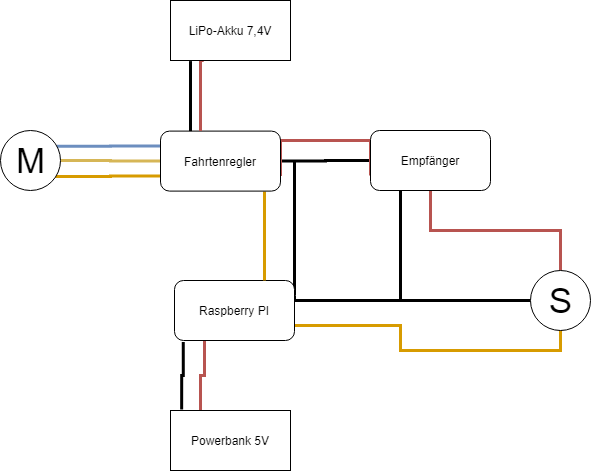 LiPo-Akku 7,4V
M
Fahrtenregler
Empfänger
Raspberry PI
S
Powerbank 5V